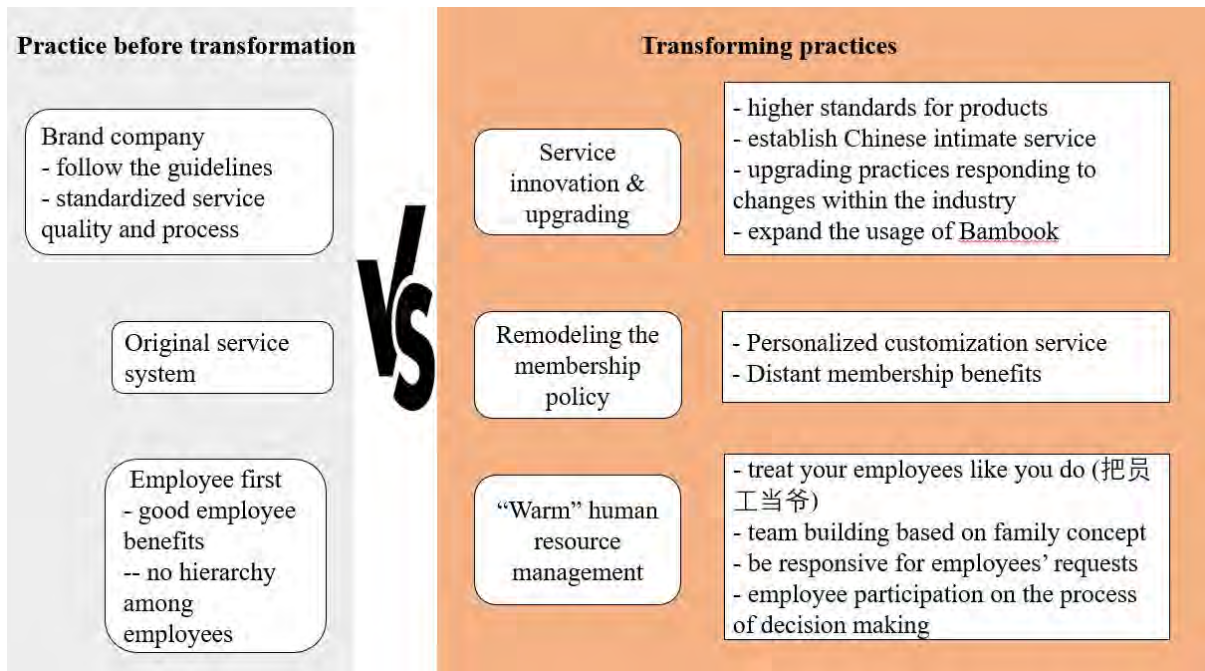 Practice before transformation
Transforming practices
Brand company
- follow the guidelines
- standardized service
quality and process
VS
Service
innovation &
upgrading
- higher standards for products
- establish Chinese intimate service
- upgrading practices responding to
changes within the industry
- expand the usage of Bambook
Original service
system
Remodeling the
membership
policy
- Personalized customization service
- Distant membership benefits
Employee first
- good employee
benefits
-- no hierarchy
among
employees
“Warm” human
resource
management
- treat your employees like you do (把员
工当爷)
- team building based on family concept
- be responsive for employees’ requests
- employee participation on the process
of decision making